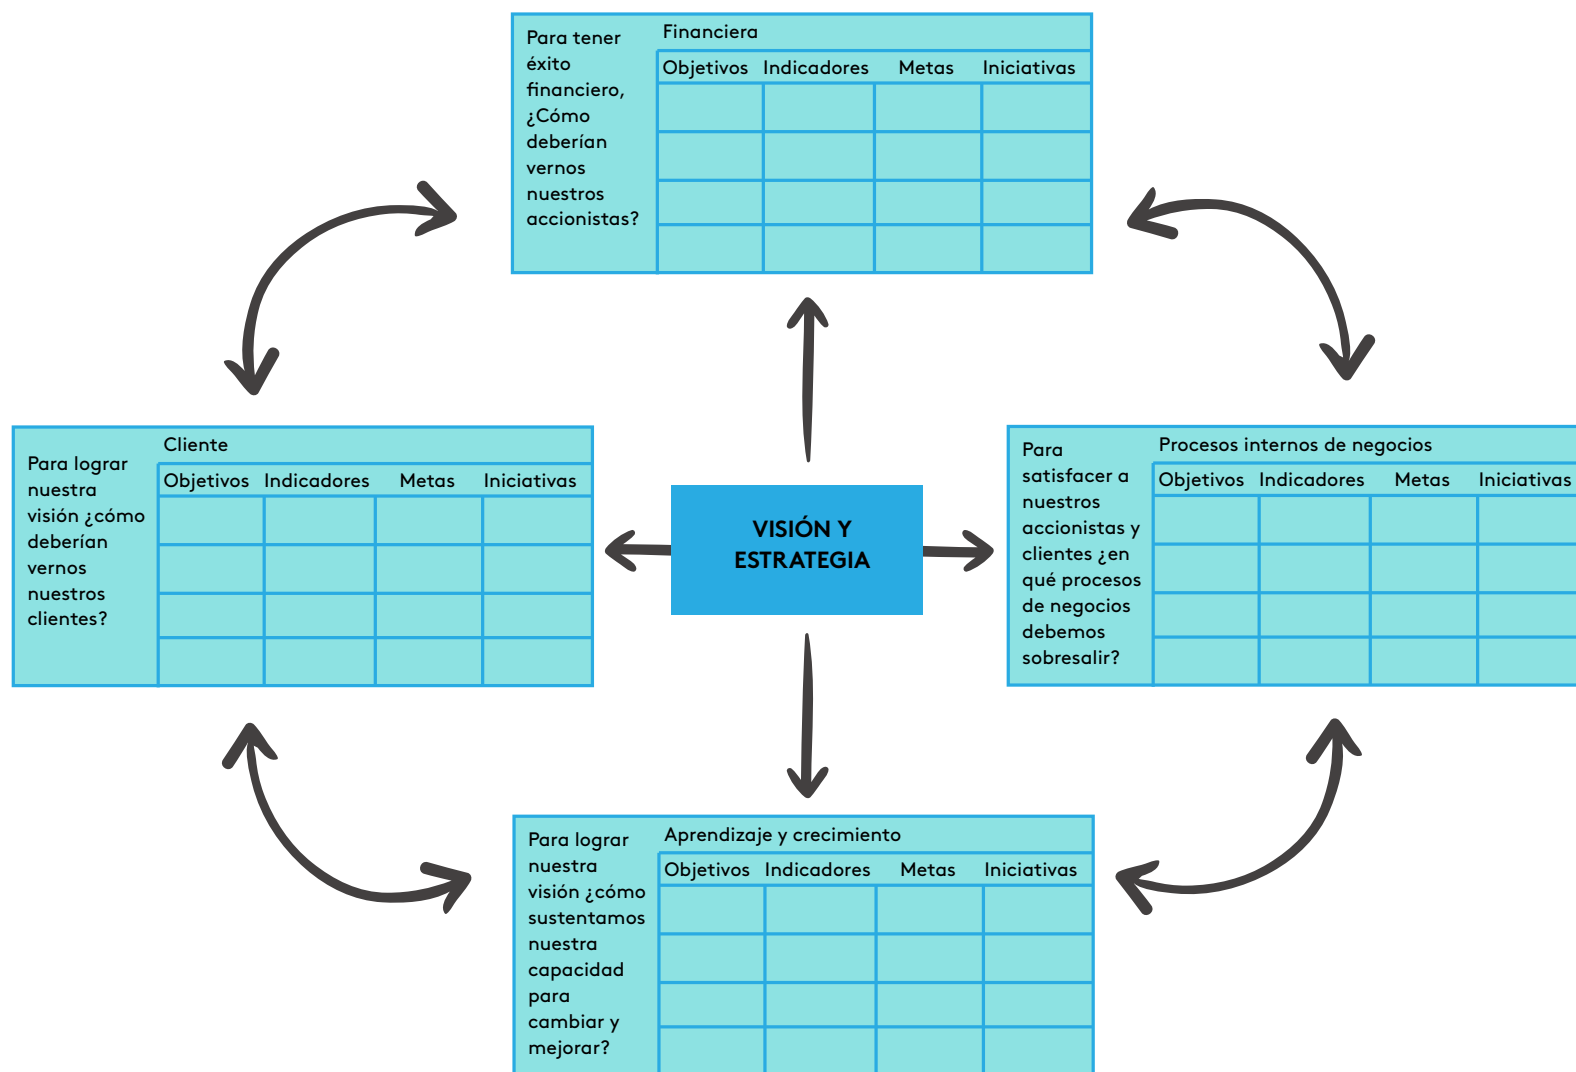 Para tener
éxito
financiero,
¿Cómo
deberían
vernos
nuestros
accionistas?
Financiera
Objetivos Indicadores Metas Iniciativas
Para lograr
nuestra
visión ¿cómo
deberían
vernos
nuestros
clientes?
Cliente
Objetivos Indicadores Metas Iniciativas
VISIÓN Y
ESTRATEGIA
Para
satisfacer a
nuestros
accionistas y
clientes ¿en
qué procesos
de negocios
debemos
sobresalir?
Procesos internos de negocios
Objetivos Indicadores Metas Iniciativas
Para lograr
nuestra
visión ¿cómo
sustentamos
nuestra
capacidad
para
cambiar y
mejorar?
Aprendizaje y crecimiento
Objetivos Indicadores Metas Iniciativas